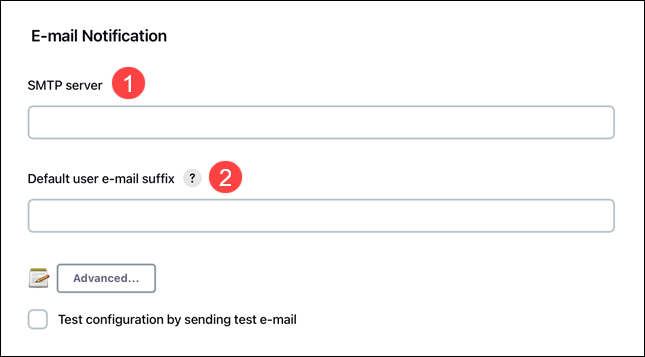 E-mail Notification
SMTP server 1
Default user e-mail suffix ? 2
Advanced...
Test configuration by sending test e-mail